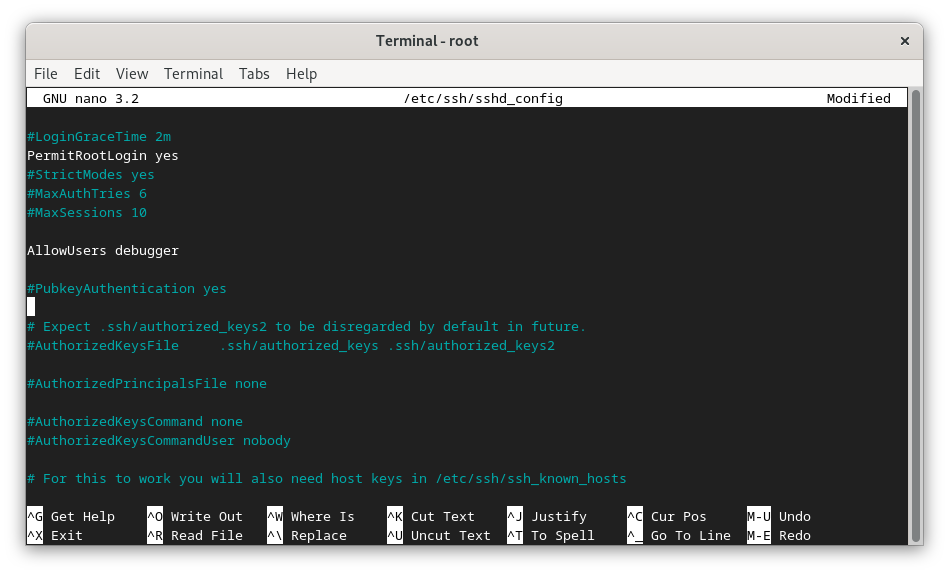 Terminal - root
×
File Edit View Terminal Tabs Help
GNU nano 3.2 /etc/ssh/sshd_config Modified
#LoginGraceTime 2m
PermitRootLogin yes
#StrictModes yes
#MaxAuthTries 6
#MaxSessions 10
AllowUsers debugger
#PubkeyAuthentication yes
# Expect .ssh/authorized_keys2 to be disregarded by default in future.
#AuthorizedKeysFile     .ssh/authorized_keys .ssh/authorized_keys2
#AuthorizedPrincipalsFile none
#AuthorizedKeysCommand none
#AuthorizedKeysCommandUser nobody
# For this to work you will also need host keys in /etc/ssh/ssh_known_hosts
^G Get Help ^O Write Out ^W Where Is ^K Cut Text ^J Justify ^C Cur Pos M-U Undo
^X Exit ^R Read File ^\ Replace ^U Uncut Text ^T To Spell ^_ Go To Line M-E Redo